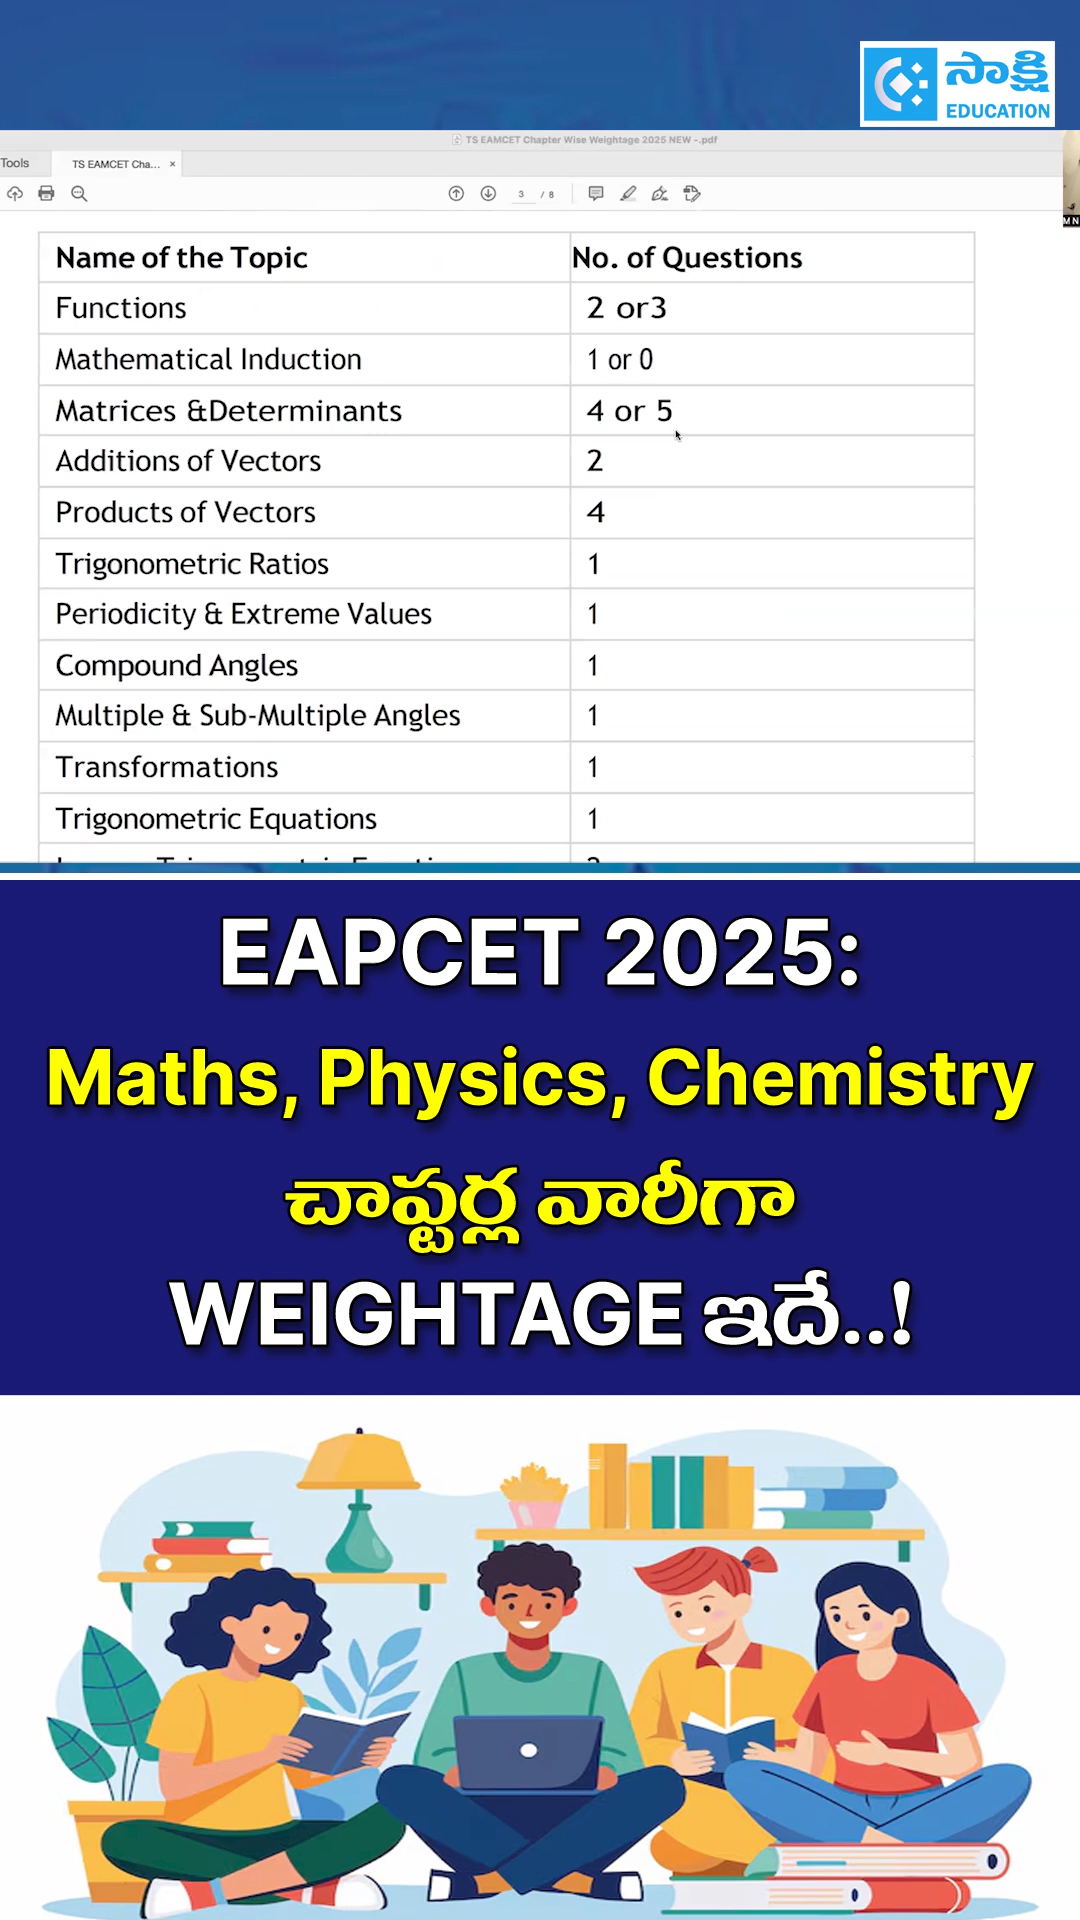 సాక్షి
EDUCATION
TS EAMCET Chapter Wise Weightage 2025 NEW -.pdf
Tools
TS EAMCET Cha... ×
3 / 8
MN
Name of the Topic No. of Questions
Functions 2 or3
Mathematical Induction 1 or 0
Matrices &Determinants 4 or 5
Additions of Vectors 2
Products of Vectors 4
Trigonometric Ratios 1
Periodicity & Extreme Values 1
Compound Angles 1
Multiple & Sub-Multiple Angles 1
Transformations 1
Trigonometric Equations 1
EAPCET 2025:
Maths, Physics, Chemistry
చాప్టర్ల వారీగా
WEIGHTAGE ఇదే..!